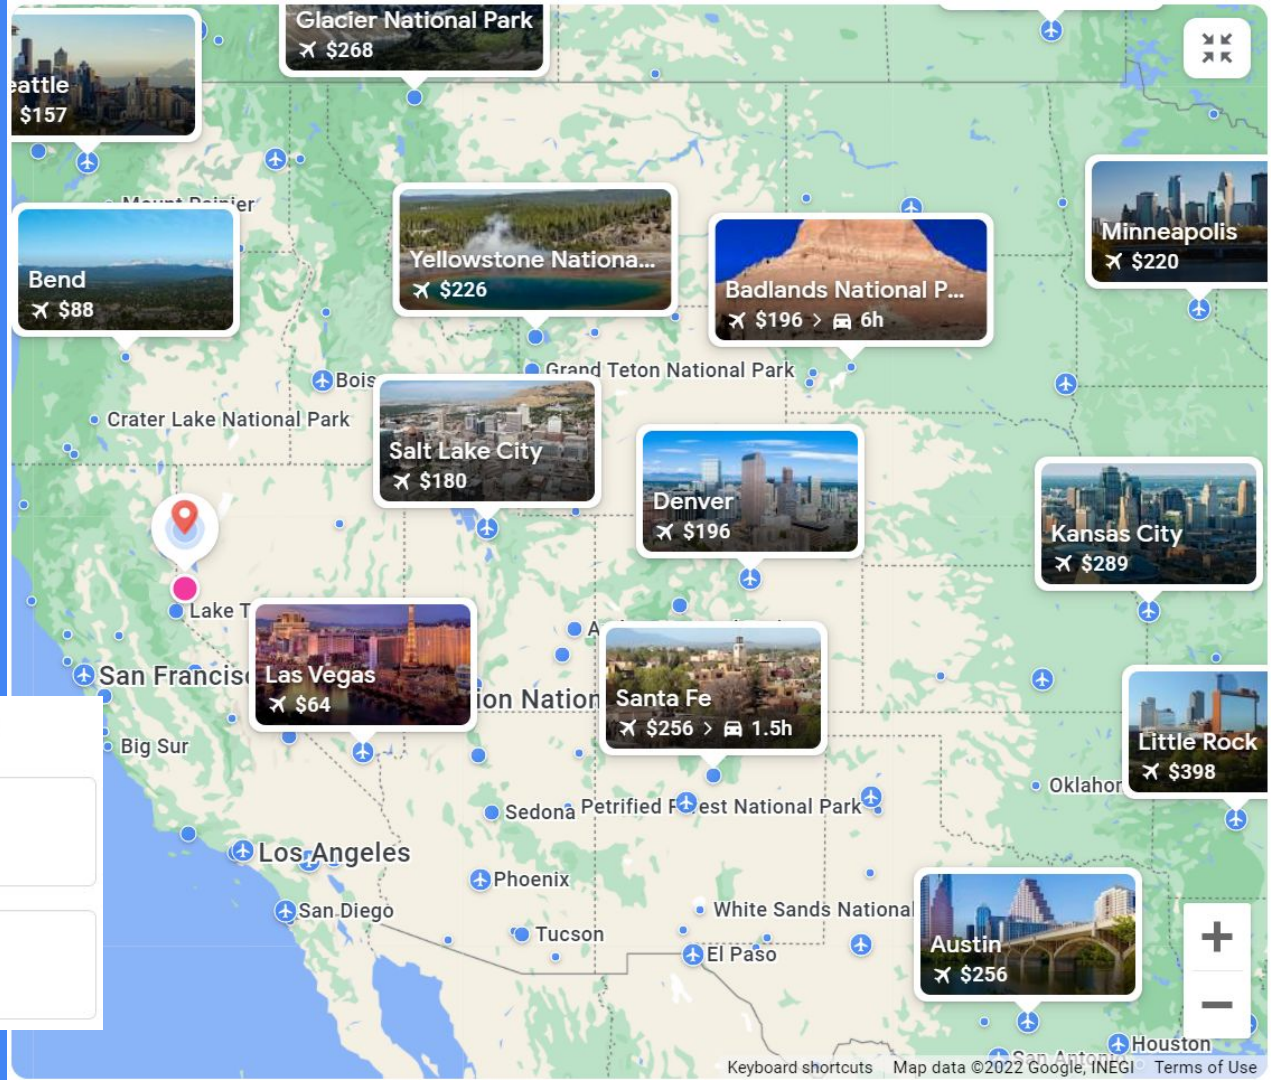 Glacier National Park
$268
eattle
$157
Mount Rainier
Bend
$88
Yellowstone Nationa...
$226
Badlands National P...
$196 > 6h
Minneapolis
$220
Grand Teton National Park
Bois
Crater Lake National Park
Salt Lake City
$180
Denver
$196
Kansas City
$289
Lake T
San Francisc
Las Vegas
$64
ion Nation
Santa Fe
$256 > 1.5h
Big Sur
Little Rock
$398
Oklahor
Sedona
Petrified Forest National Park
Los Angeles
Phoenix
San Diego
White Sands National
Tucson
El Paso
Austin
$256
Houston
San Antonio
Keyboard shortcuts Map data ©2022 Google, INEGI Terms of Use